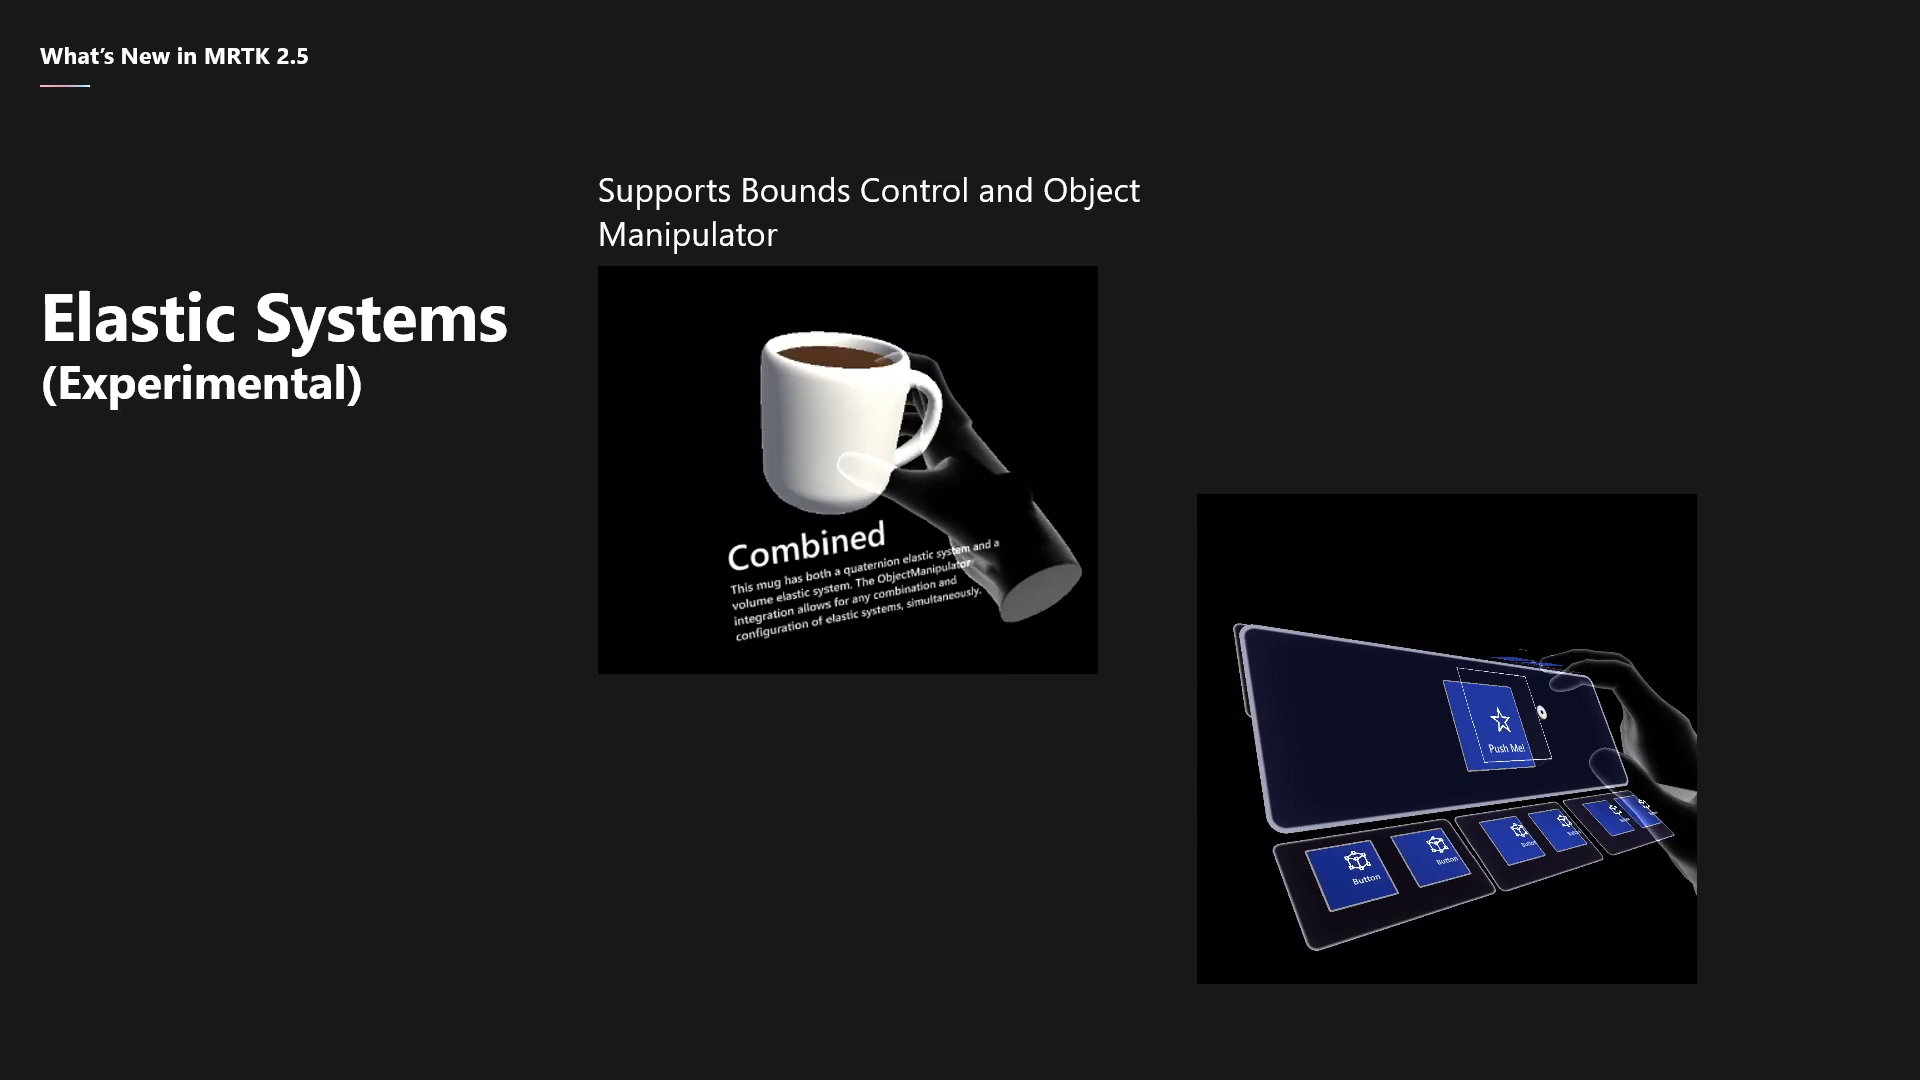 What's New in MRTK 2.5
Elastic Systems
(Experimental)
Supports Bounds Control and Object
Manipulator
Combined
This mug has both a quaternion elastic system and a
volume elastic system. The ObjectManipulator
integration allows for any combination and
configuration of elastic systems, simultaneously.
Push Me!
Button
Button
Button